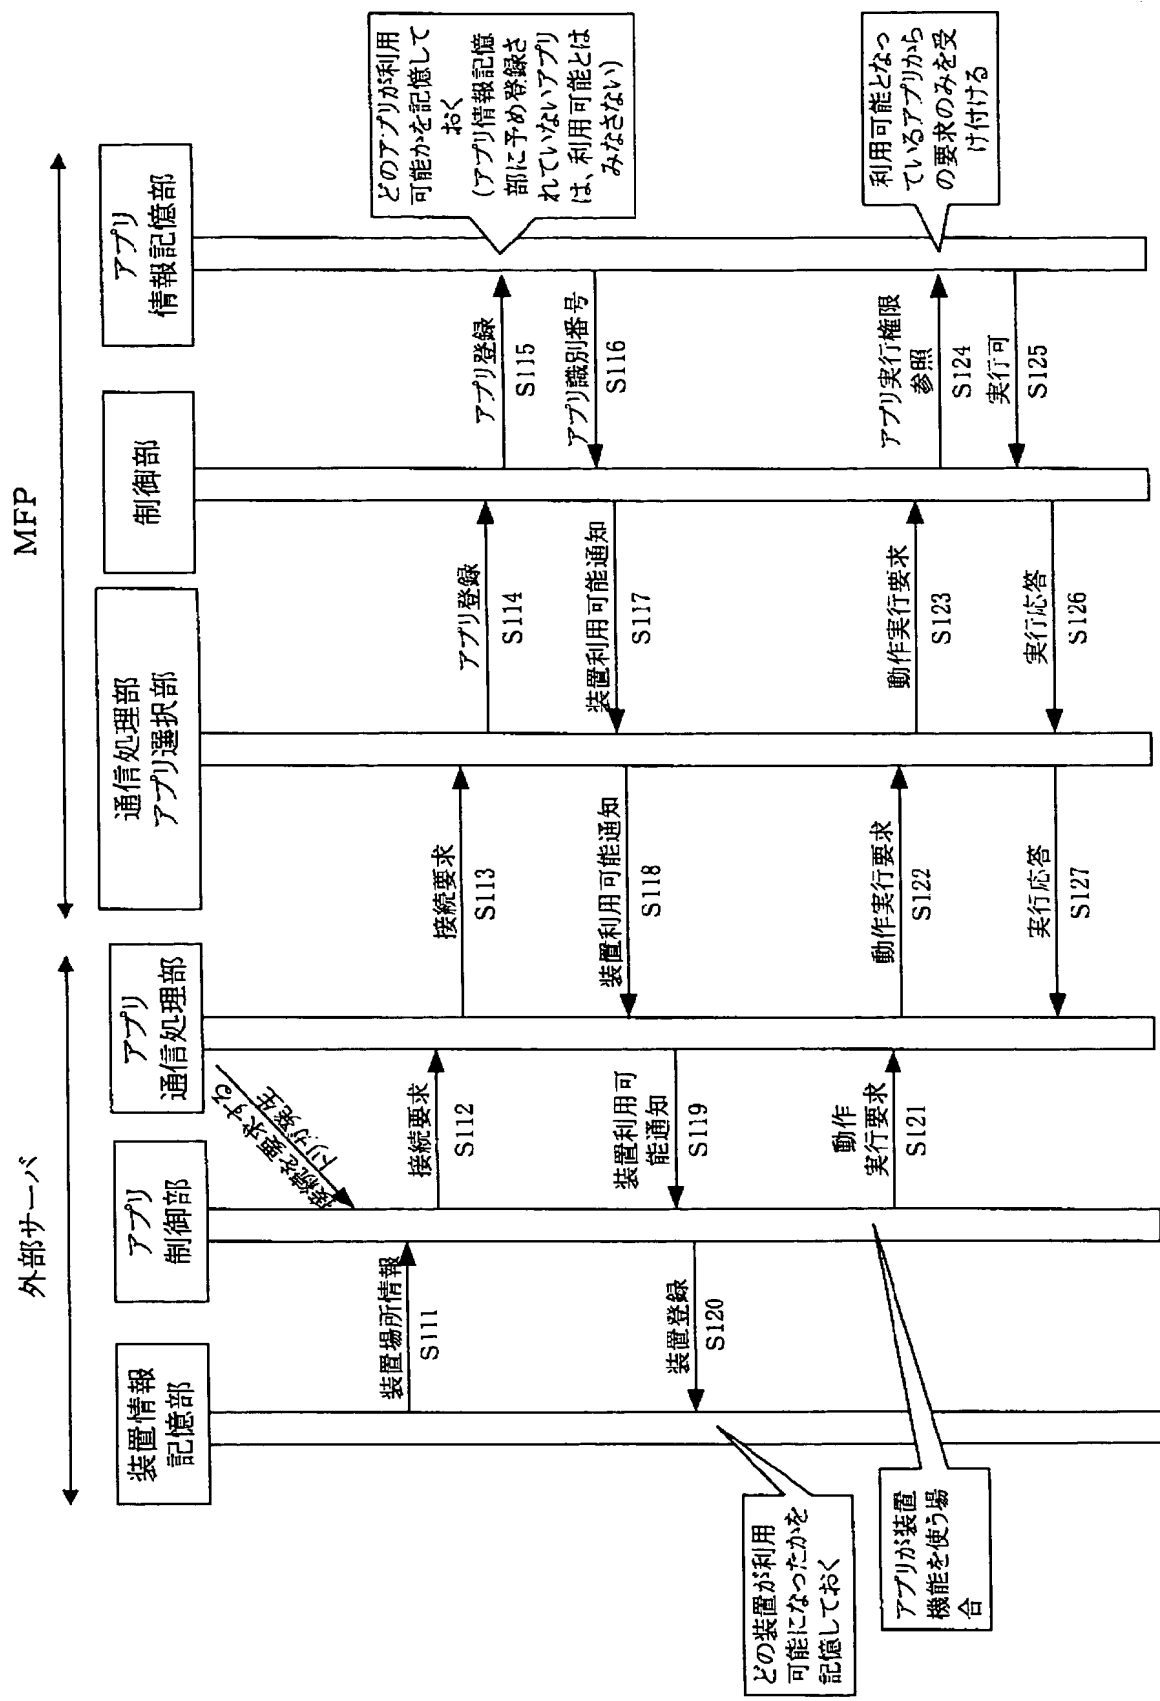 外部サーバ
MFP
装置情報
記憶部
アプリ
制御部
アプリ
通信処理部
通信処理部
アプリ選択部
制御部
アプリ
情報記憶部
接続を要求する
トリガ発生
装置場所情報
S111
接続要求
S112
接続要求
S113
アプリ登録
S114
アプリ登録
S115
どのアプリが利用
可能かを記憶して
おく
(アプリ情報記憶
部に予め登録さ
れていないアプリ
は、利用可能とは
みなさない)
アプリ識別番号
S116
装置利用可能通知
S117
装置利用可能通知
S118
装置利用可
能通知
S119
装置登録
S120
どの装置が利用
可能になったかを
記憶しておく
アプリが装置
機能を使う場
合
動作
実行要求
S121
動作実行要求
S122
動作実行要求
S123
アプリ実行権限
参照
S124
利用可能となっ
ているアプリから
の要求のみを受
け付ける
実行可
S125
実行応答
S126
実行応答
S127